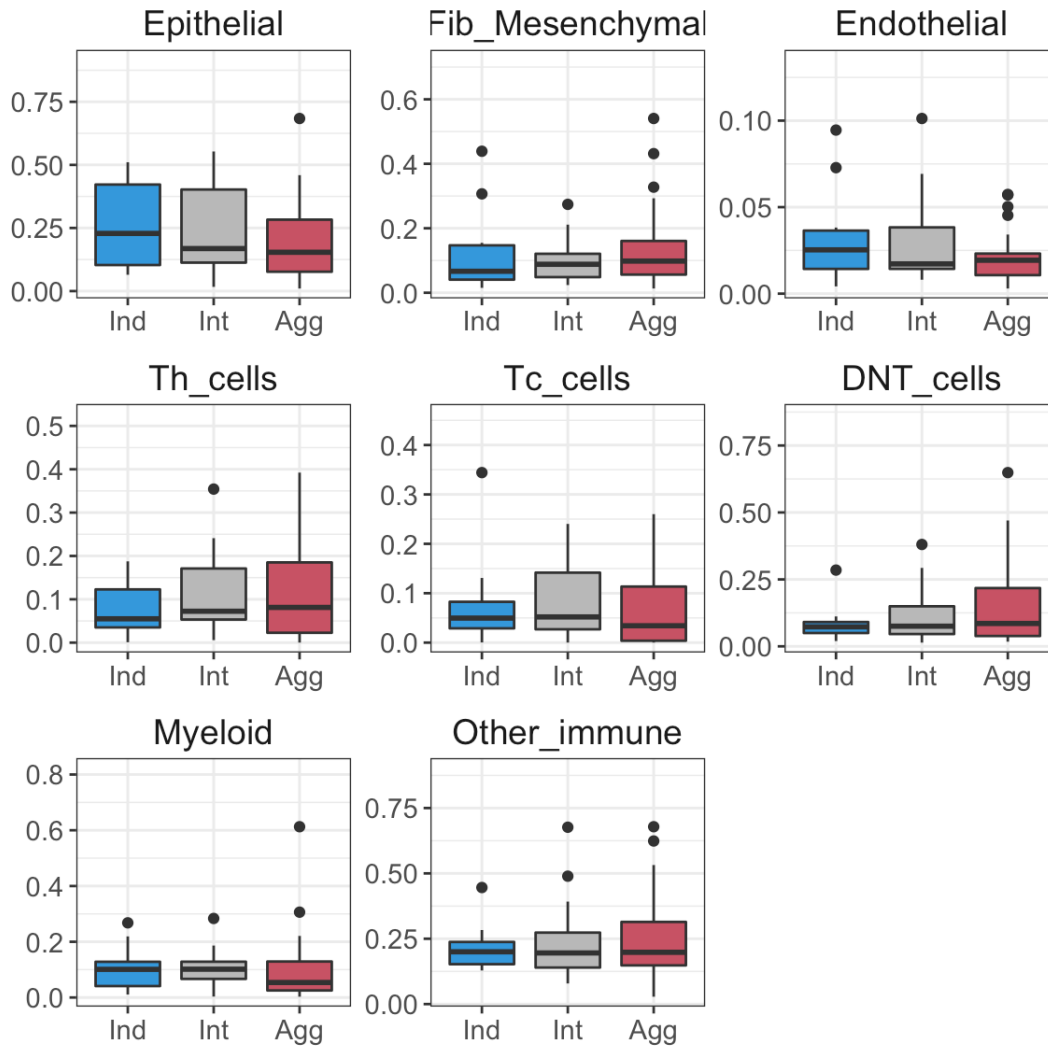 Epithelial
Fib_Mesenchymal
Endothelial
0.75
0.50
0.25
0.00
Ind Int Agg
0.6
0.4
0.2
0.0
Ind Int Agg
0.10
0.05
0.00
Ind Int Agg
Th_cells
Tc_cells
DNT_cells
0.5
0.4
0.3
0.2
0.1
0.0
Ind Int Agg
0.4
0.3
0.2
0.1
0.0
Ind Int Agg
0.75
0.50
0.25
0.00
Ind Int Agg
Myeloid
Other_immune
0.8
0.6
0.4
0.2
0.0
Ind Int Agg
0.75
0.50
0.25
0.00
Ind Int Agg